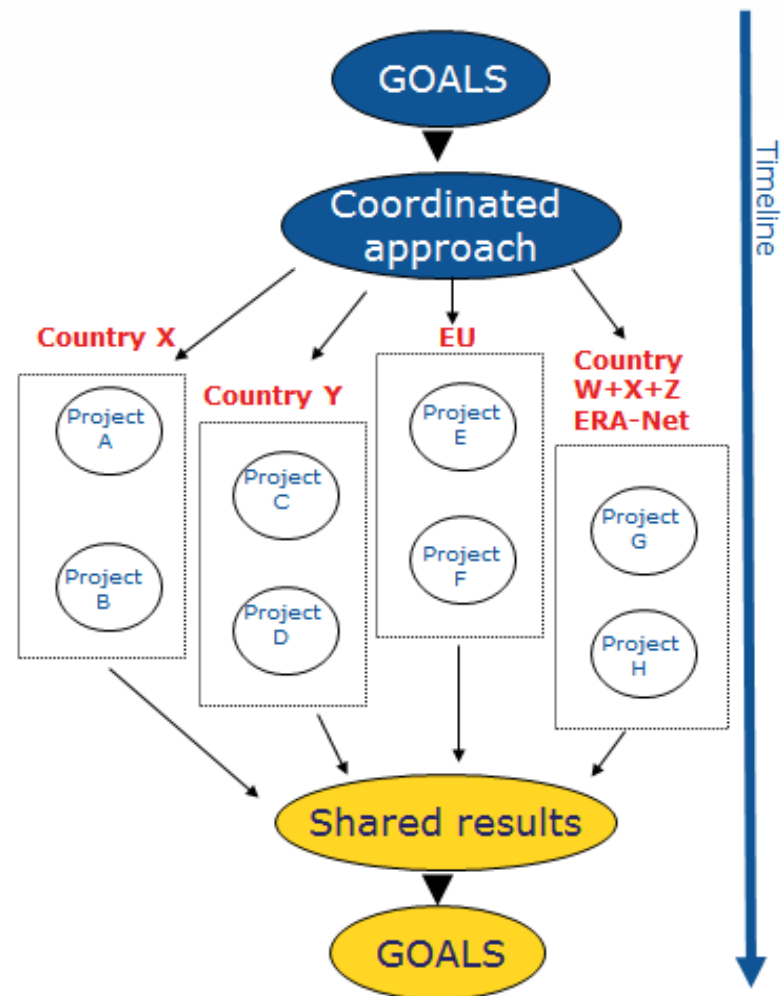 GOALS
Timeline
Coordinated
approach
Country X
Project
A
Project
B
Country Y
Project
C
Project
D
EU
Project
E
Project
F
Country
W+X+Z
ERA-Net
Project
G
Project
H
Shared results
GOALS